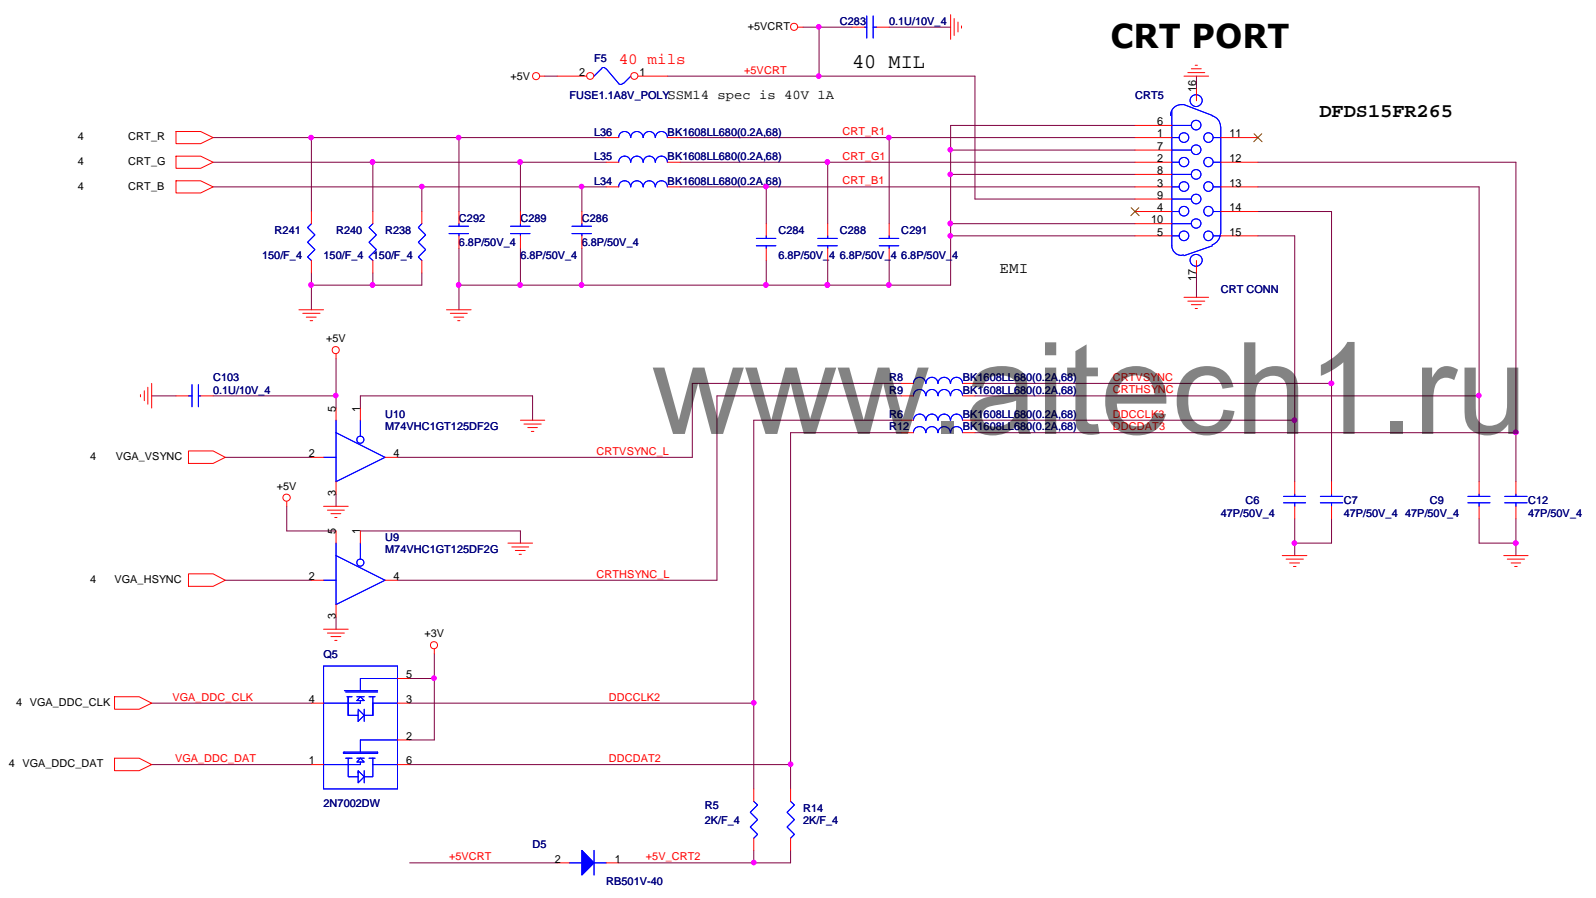 CRT PORT
+5VCRT
C283
0.1U/10V_4
F5
40 mils
40 MIL
+5V
2
1
+5VCRT
FUSE1.1A8V_POLY
SSM14 spec is 40V 1A
CRT5
16
DFDS15FR265
4 CRT_R
L36
BK1608LL680(0.2A,68)
CRT_R1
4 CRT_G
L35
BK1608LL680(0.2A,68)
CRT_G1
4 CRT_B
L34
BK1608LL680(0.2A,68)
CRT_B1
6
1
7
2
8
3
9
4
10
5
11
12
13
14
15
17
CRT CONN
R241
150/F_4
R240
150/F_4
R238
150/F_4
C292
6.8P/50V_4
C289
6.8P/50V_4
C286
6.8P/50V_4
C284
6.8P/50V_4
C288
6.8P/50V_4
C291
6.8P/50V_4
EMI
www.aitech1.ru
+5V
C103
0.1U/10V_4
5
1
U10
M74VHC1GT125DF2G
4 VGA_VSYNC
2
4
CRTVSYNC_L
3
R8
BK1608LL680(0.2A,68)
CRTVSYNC
R9
BK1608LL680(0.2A,68)
CRTHSYNC
R6
BK1608LL680(0.2A,68)
DDCCLK3
R12
BK1608LL680(0.2A,68)
DDCDAT3
+5V
5
1
U9
M74VHC1GT125DF2G
4 VGA_HSYNC
2
4
CRTHSYNC_L
3
C6
47P/50V_4
C7
47P/50V_4
C9
47P/50V_4
C12
47P/50V_4
+3V
Q5
5
4 VGA_DDC_CLK
VGA_DDC_CLK
4
3
DDCCLK2
2
4 VGA_DDC_DAT
VGA_DDC_DAT
1
6
DDCDAT2
2N7002DW
R5
2K/F_4
R14
2K/F_4
D5
+5VCRT
2
1
+5V_CRT2
RB501V-40